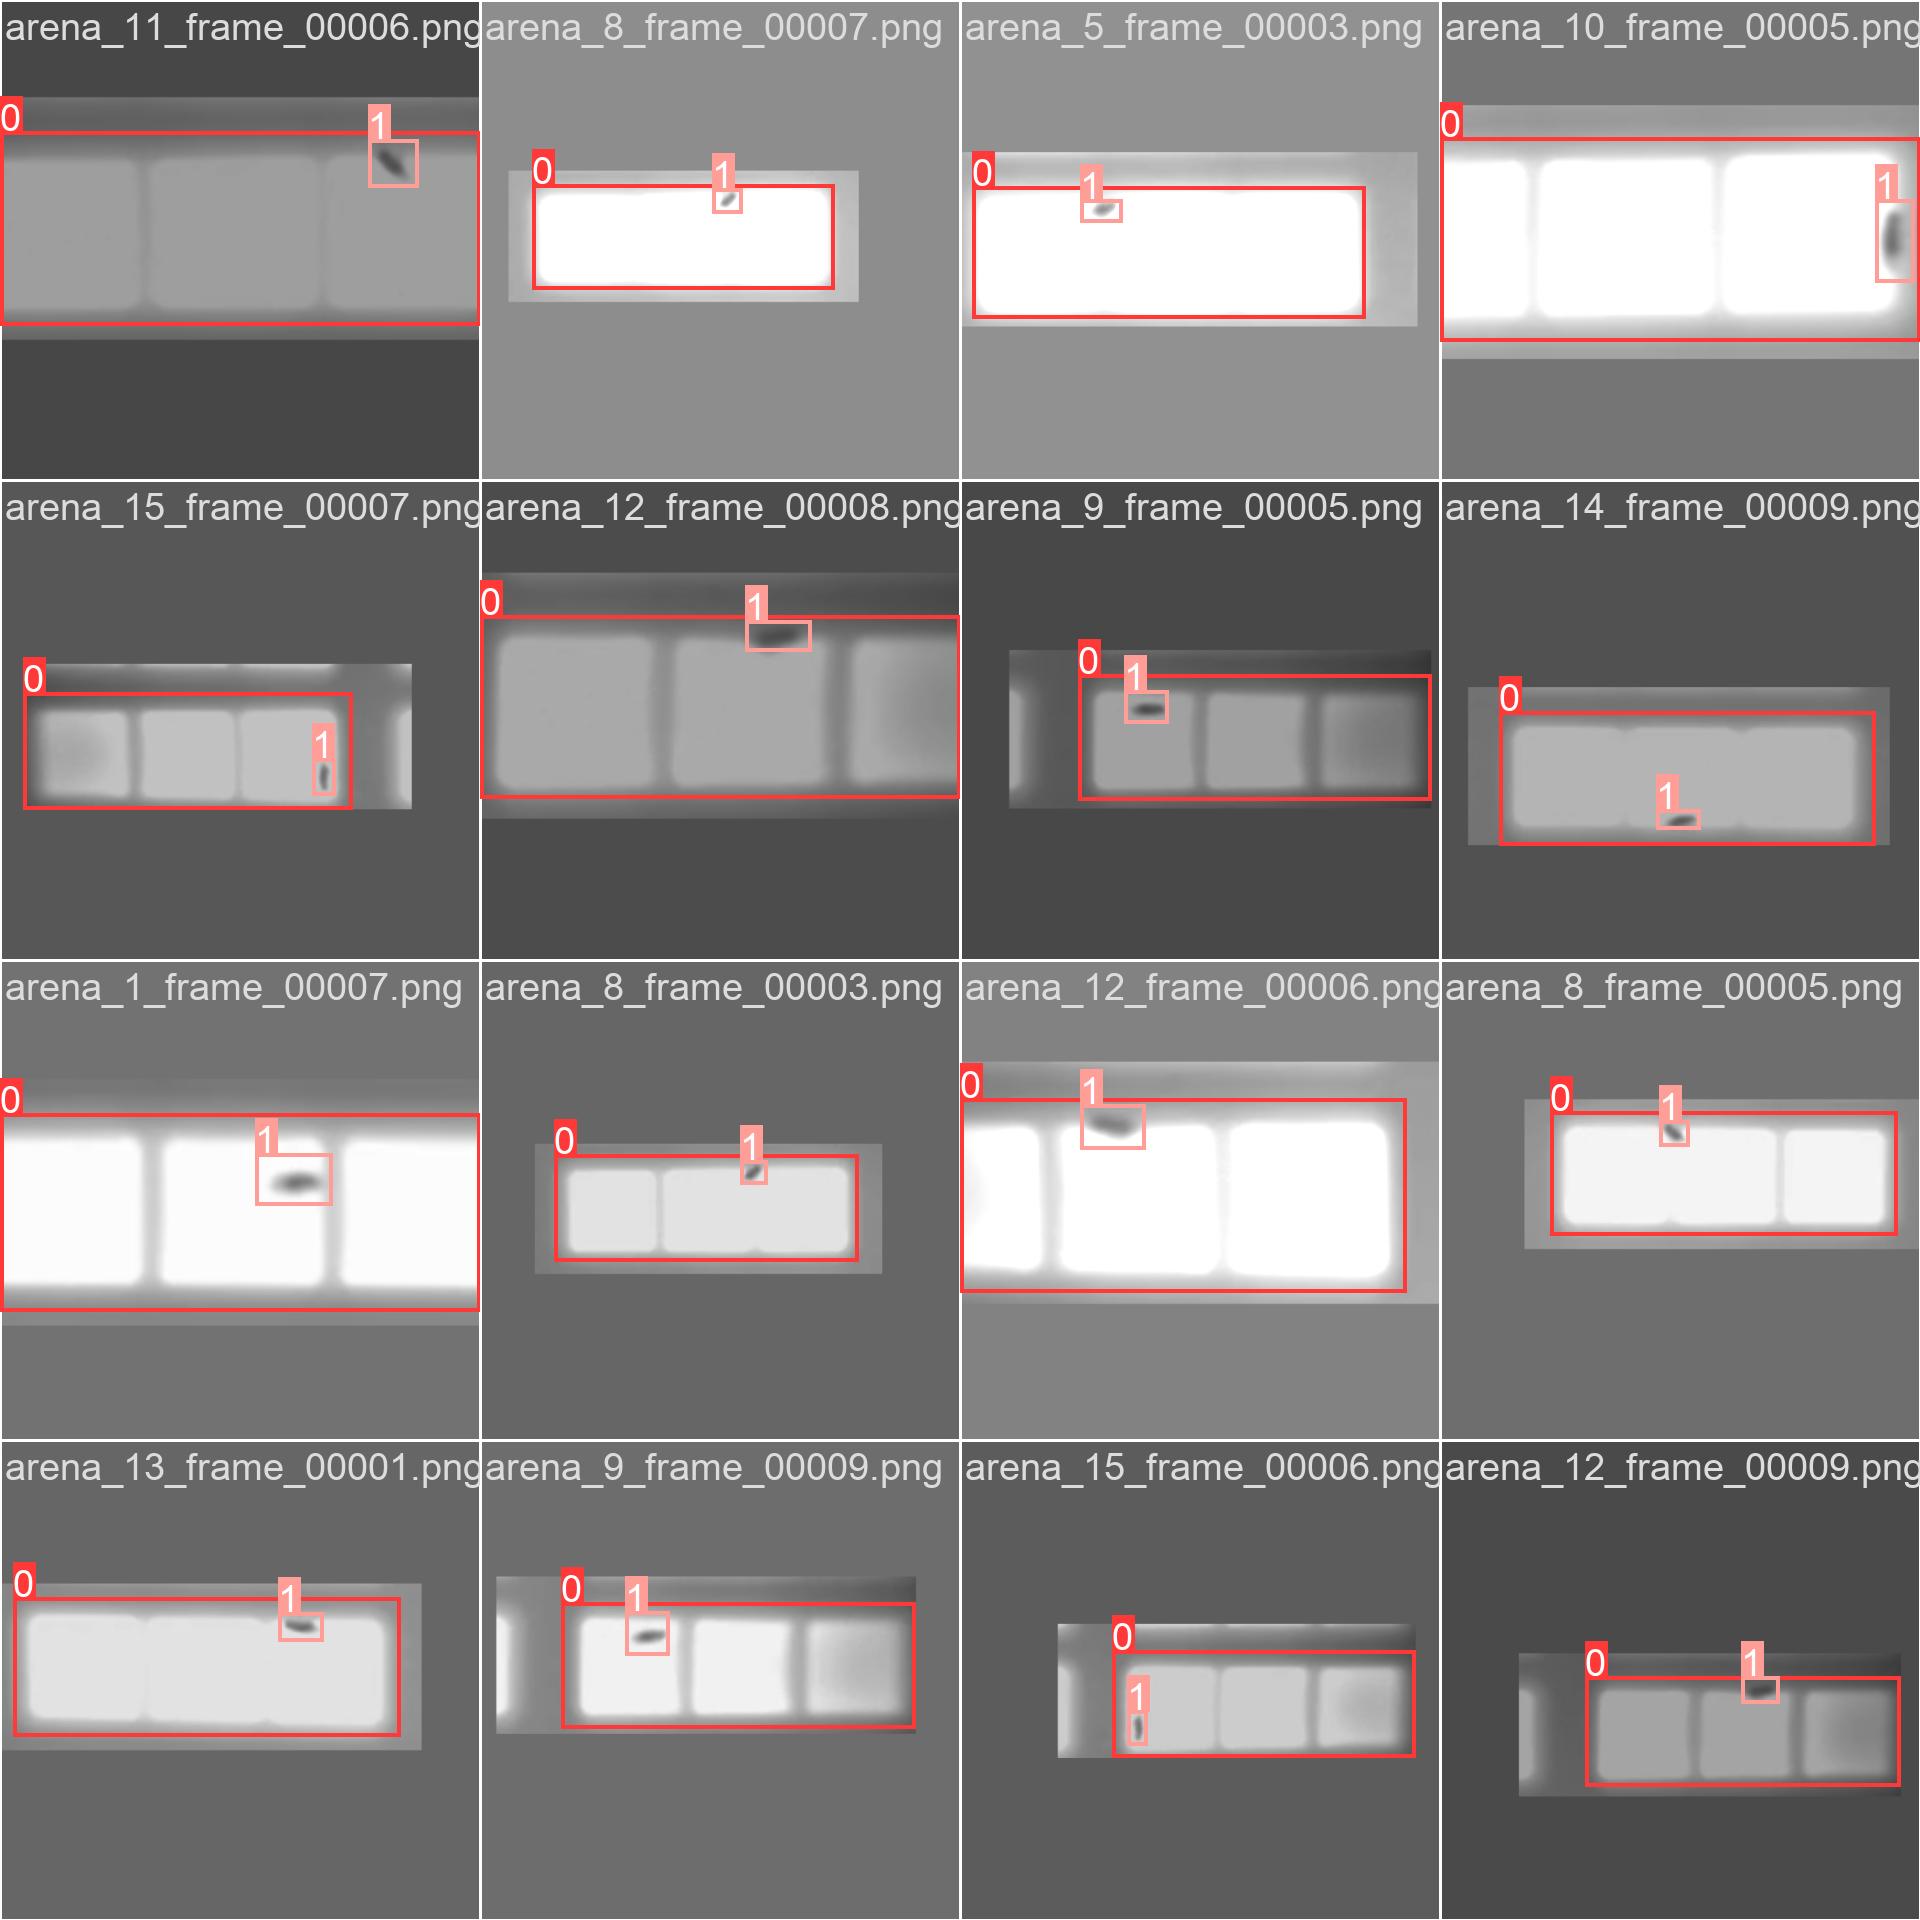 arena_11_frame_00006.png arena_8_frame_00007.png arena_5_frame_00003.png arena_10_frame_00005.png
0 1 0 1 0 1 0 1
arena_15_frame_00007.png arena_12_frame_00008.png arena_9_frame_00005.png arena_14_frame_00009.png
0 1 0 1 0 1 0 1
arena_1_frame_00007.png arena_8_frame_00003.png arena_12_frame_00006.png arena_8_frame_00005.png
0 1 0 1 0 1 0 1
arena_13_frame_00001.png arena_9_frame_00009.png arena_15_frame_00006.png arena_12_frame_00009.png
0 1 0 1 0 1 0 1